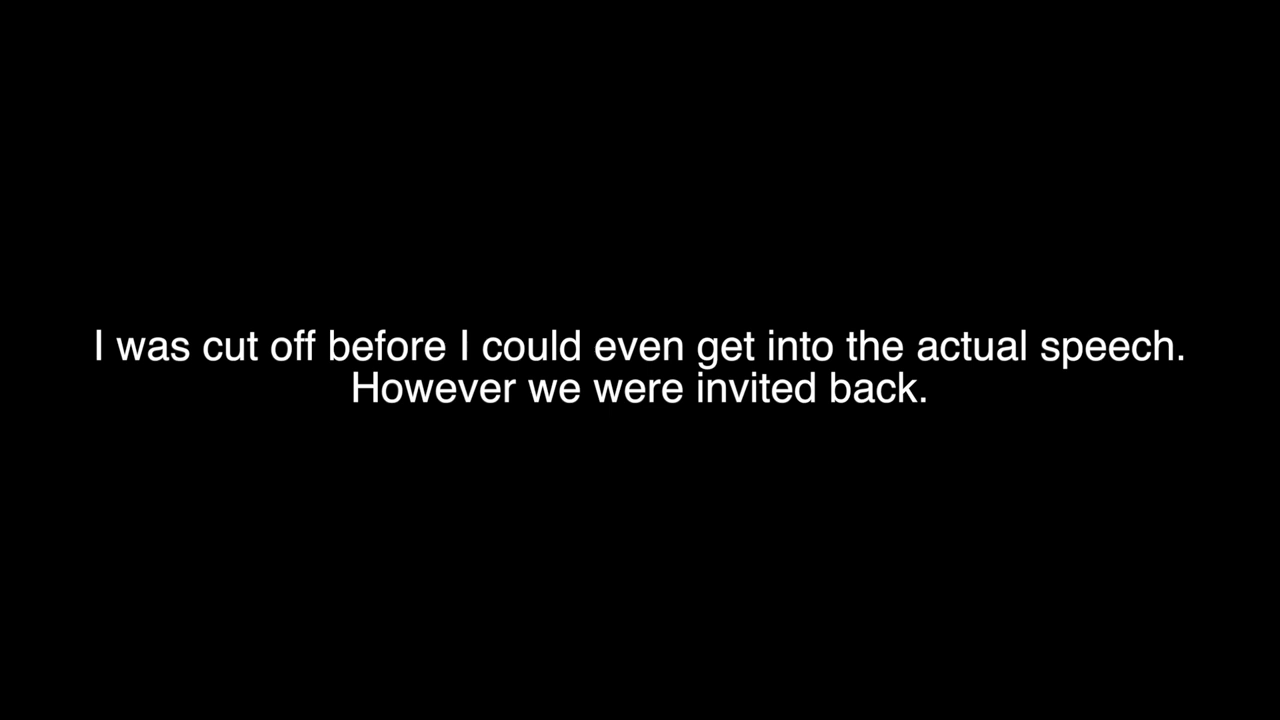 I was cut off before I could even get into the actual speech.
However we were invited back.